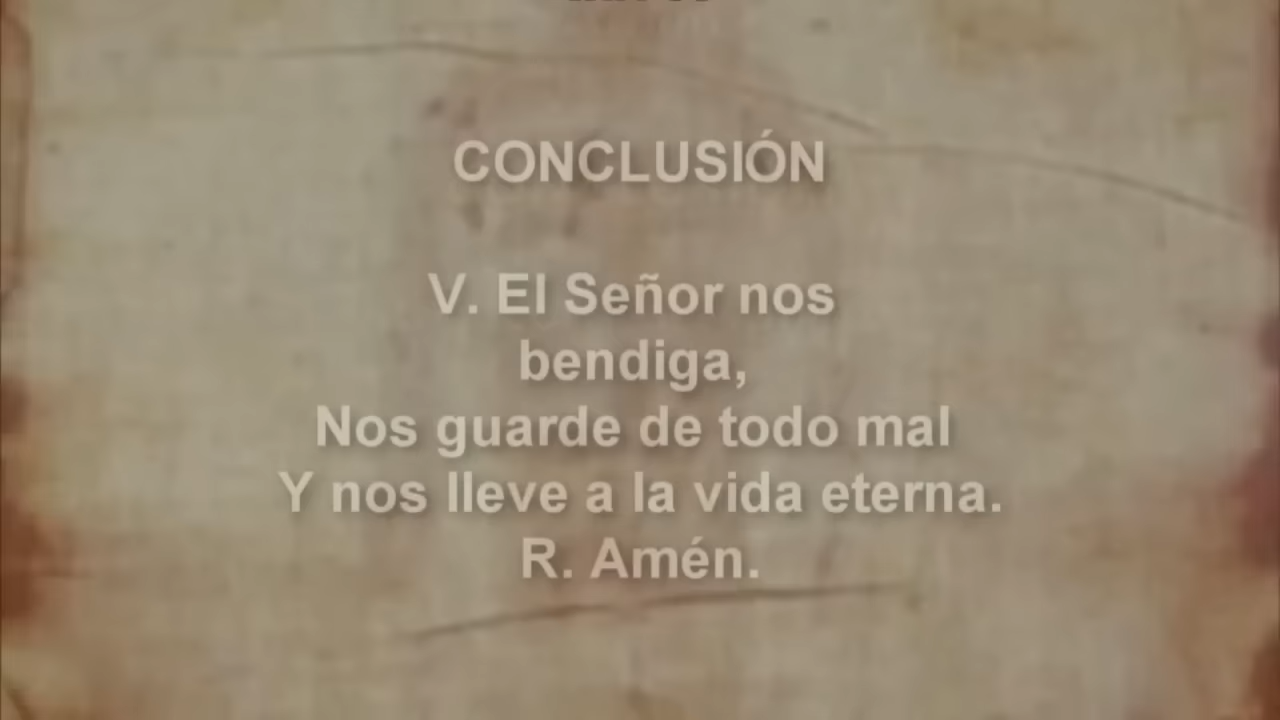 CONCLUSIÓN
V. El Señor nos
bendiga,
Nos guarde de todo mal
Y nos lleve a la vida eterna.
R. Amén.